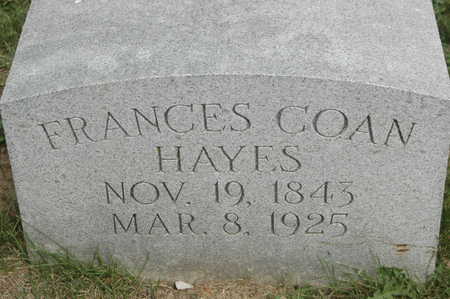 FRANCES COAN
HAYES
NOV. 19, 1843
MAR. 8, 1925